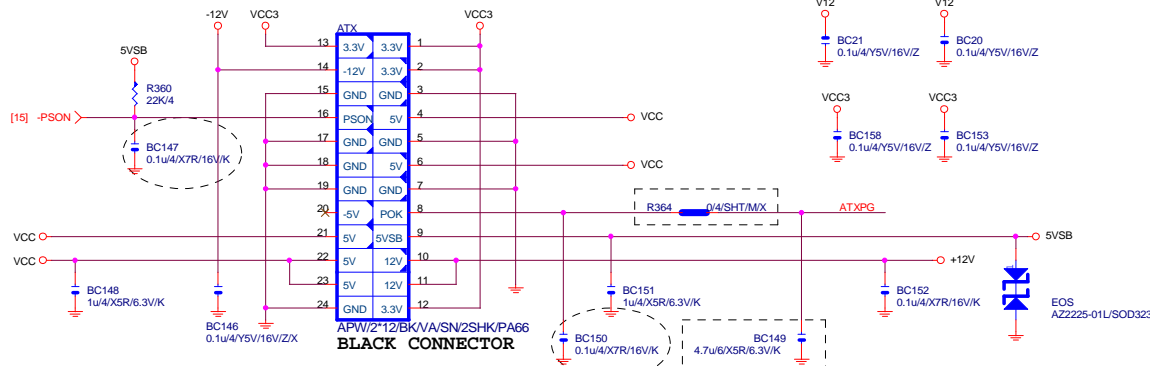 -12V
VCC3
VCC3
V12
V12
ATX
BC21
0.1u/4/Y5V/16V/Z
BC20
0.1u/4/Y5V/16V/Z
13 3.3V 3.3V 1
5VSB
14 -12V 3.3V 2
R360
22K/4
15 GND GND 3
VCC3
VCC3
[15] -PSON
16 PSON 5V 4
VCC
BC147
0.1u/4/X7R/16V/K
17 GND GND 5
BC158
0.1u/4/Y5V/16V/Z
BC153
0.1u/4/Y5V/16V/Z
18 GND 5V 6
VCC
19 GND GND 7
20 -5V POK 8
R364
0/4/SHT/M/X
ATXPG
VCC
21 5V 5VSB 9
5VSB
VCC
22 5V 12V 10
+12V
23 5V 12V 11
BC148
1u/4/X5R/6.3V/K
BC151
1u/4/X5R/6.3V/K
BC152
0.1u/4/X7R/16V/K
EOS
AZ2225-01L/SOD323
24 GND 3.3V 12
BC146
0.1u/4/Y5V/16V/Z/X
APW/2*12/BK/VA/SN/2SHK/PA66
BLACK CONNECTOR
BC150
0.1u/4/X7R/16V/K
BC149
4.7u/6/X5R/6.3V/K